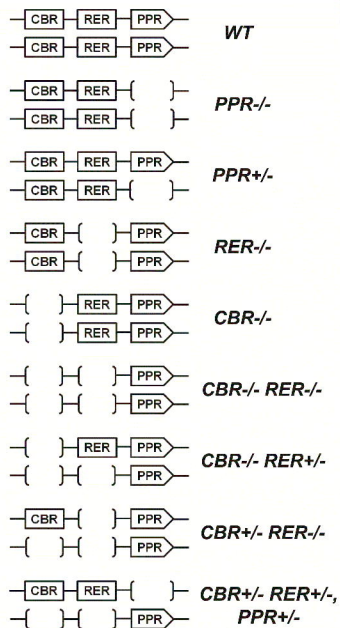 CBR RER PPR
WT
CBR RER PPR
CBR RER
PPR-/-
CBR RER
CBR RER PPR
PPR+/-
CBR RER
CBR PPR
RER-/-
CBR PPR
RER PPR
CBR-/-
RER PPR
PPR
CBR-/- RER-/-
PPR
RER PPR
CBR-/- RER+/-
PPR
CBR PPR
CBR+/- RER-/-
PPR
CBR RER
CBR+/- RER+/-,
PPR
PPR+/-